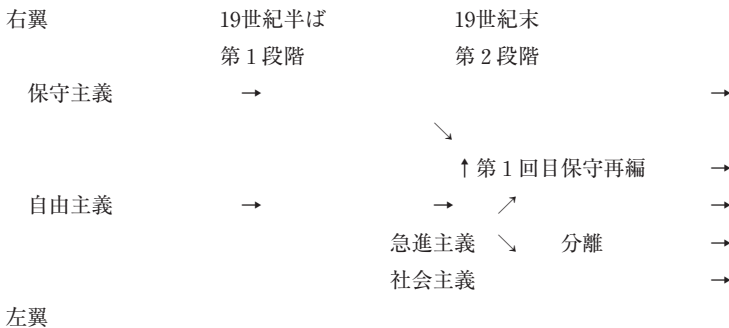 右翼 19世紀半ば 19世紀末
第1段階 第2段階
保守主義 → →
↘
↑第1回目保守再編 →
自由主義 → → ↗ →
急進主義 ↘ 分離 →
社会主義 →
左翼